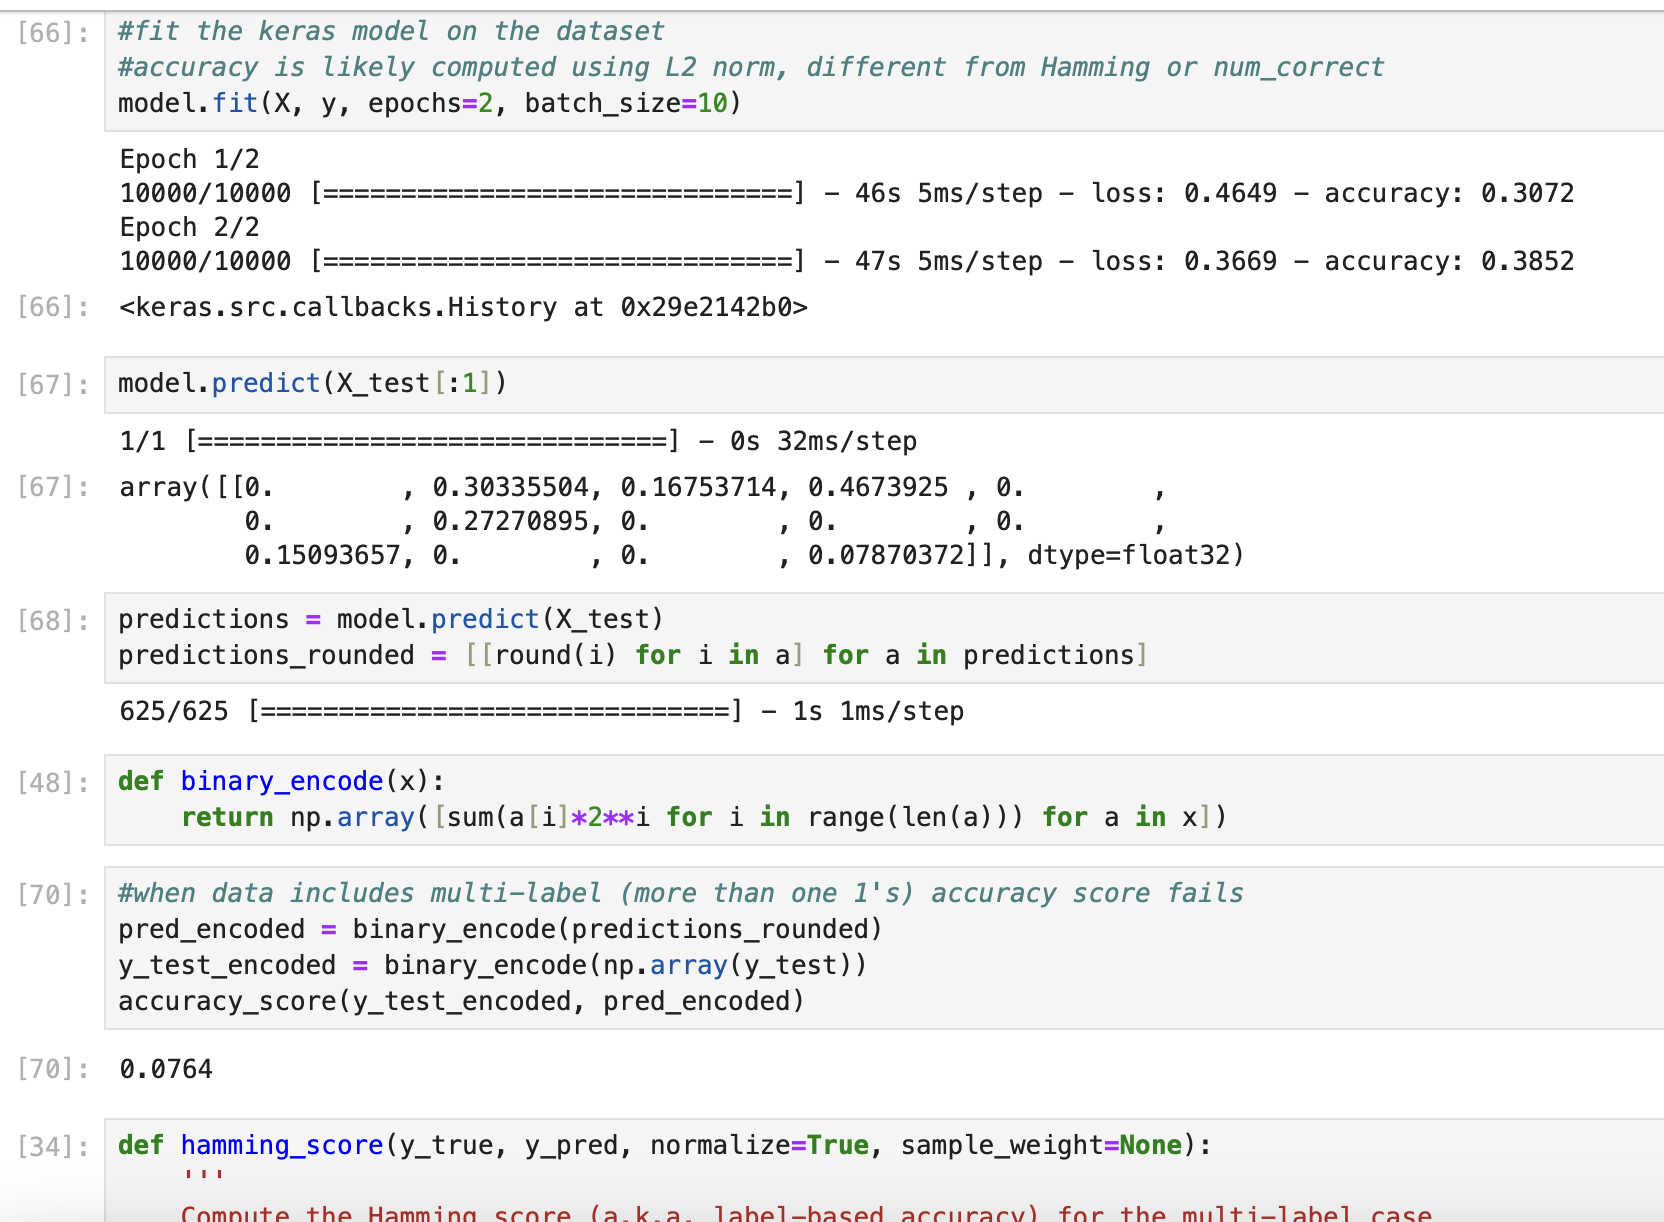 [66]: #fit the keras model on the dataset
#accuracy is likely computed using L2 norm, different from Hamming or num_correct
model.fit(X, y, epochs=2, batch_size=10)
Epoch 1/2
10000/10000 [==============================] - 46s 5ms/step - loss: 0.4649 - accuracy: 0.3072
Epoch 2/2
10000/10000 [==============================] - 47s 5ms/step - loss: 0.3669 - accuracy: 0.3852
[66]: <keras.src.callbacks.History at 0x29e2142b0>
[67]: model.predict(X_test[:1])
1/1 [==============================] - 0s 32ms/step
[67]: array([[0.        , 0.30335504, 0.16753714, 0.4673925 , 0.        ,
        0.        , 0.27270895, 0.        , 0.        , 0.        ,
        0.15093657, 0.        , 0.        , 0.07870372]], dtype=float32)
[68]: predictions = model.predict(X_test)
predictions_rounded = [[round(i) for i in a] for a in predictions]
625/625 [==============================] - 1s 1ms/step
[48]: def binary_encode(x):
    return np.array([sum(a[i]*2**i for i in range(len(a))) for a in x])
[70]: #when data includes multi-label (more than one 1's) accuracy score fails
pred_encoded = binary_encode(predictions_rounded)
y_test_encoded = binary_encode(np.array(y_test))
accuracy_score(y_test_encoded, pred_encoded)
[70]: 0.0764
[34]: def hamming_score(y_true, y_pred, normalize=True, sample_weight=None):
    '''
    Compute the Hamming score (a.k.a. label-based accuracy) for the multi-label case